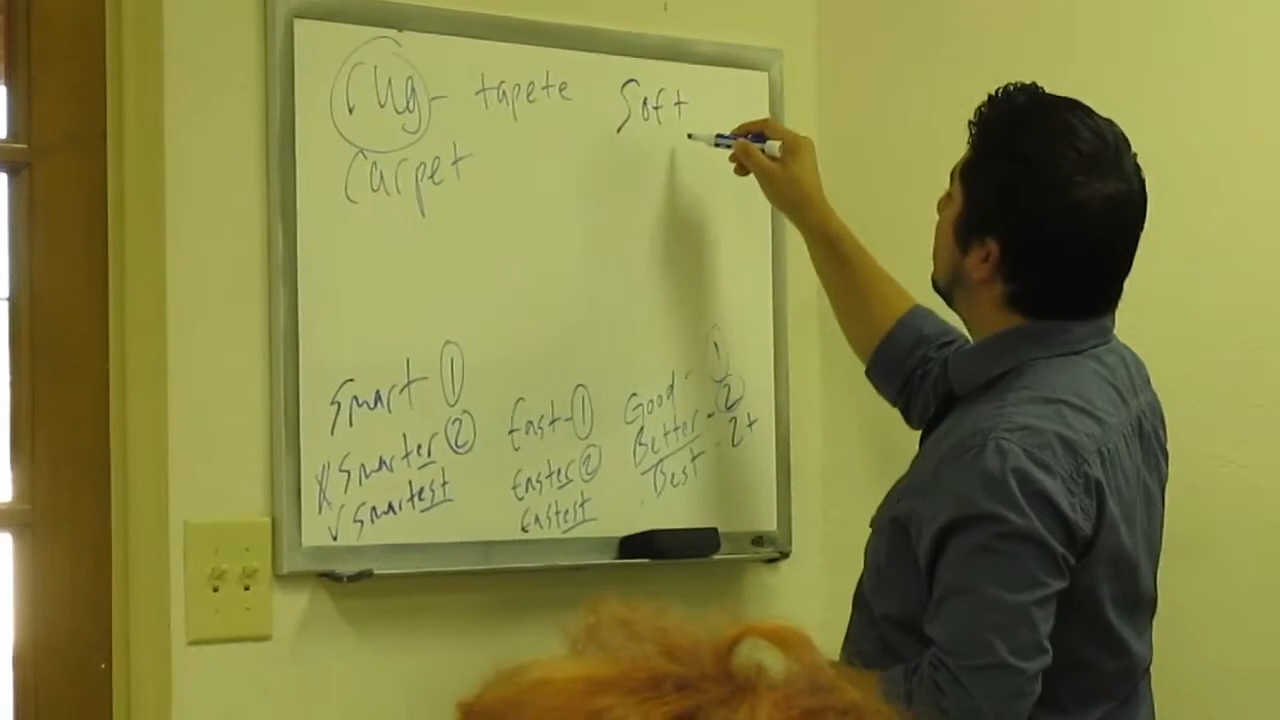 rug - tapete
carpet
Soft
Smart 1
X Smarter 2
✓ Smartest
Fast - 1
Faster 2
Fastest
Good - 1
Better - 2
Best - 2+